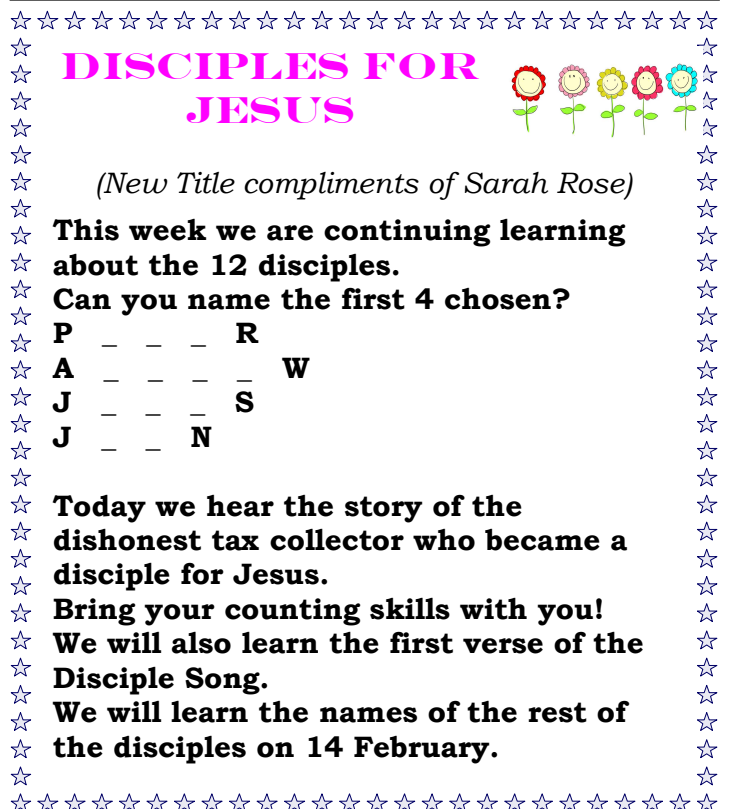 DISCIPLES FOR
JESUS
(New Title compliments of Sarah Rose)
This week we are continuing learning
about the 12 disciples.
Can you name the first 4 chosen?
P _ _ _ R
A _ _ _ _ W
J _ _ _ S
J _ _ N
Today we hear the story of the
dishonest tax collector who became a
disciple for Jesus.
Bring your counting skills with you!
We will also learn the first verse of the
Disciple Song.
We will learn the names of the rest of
the disciples on 14 February.